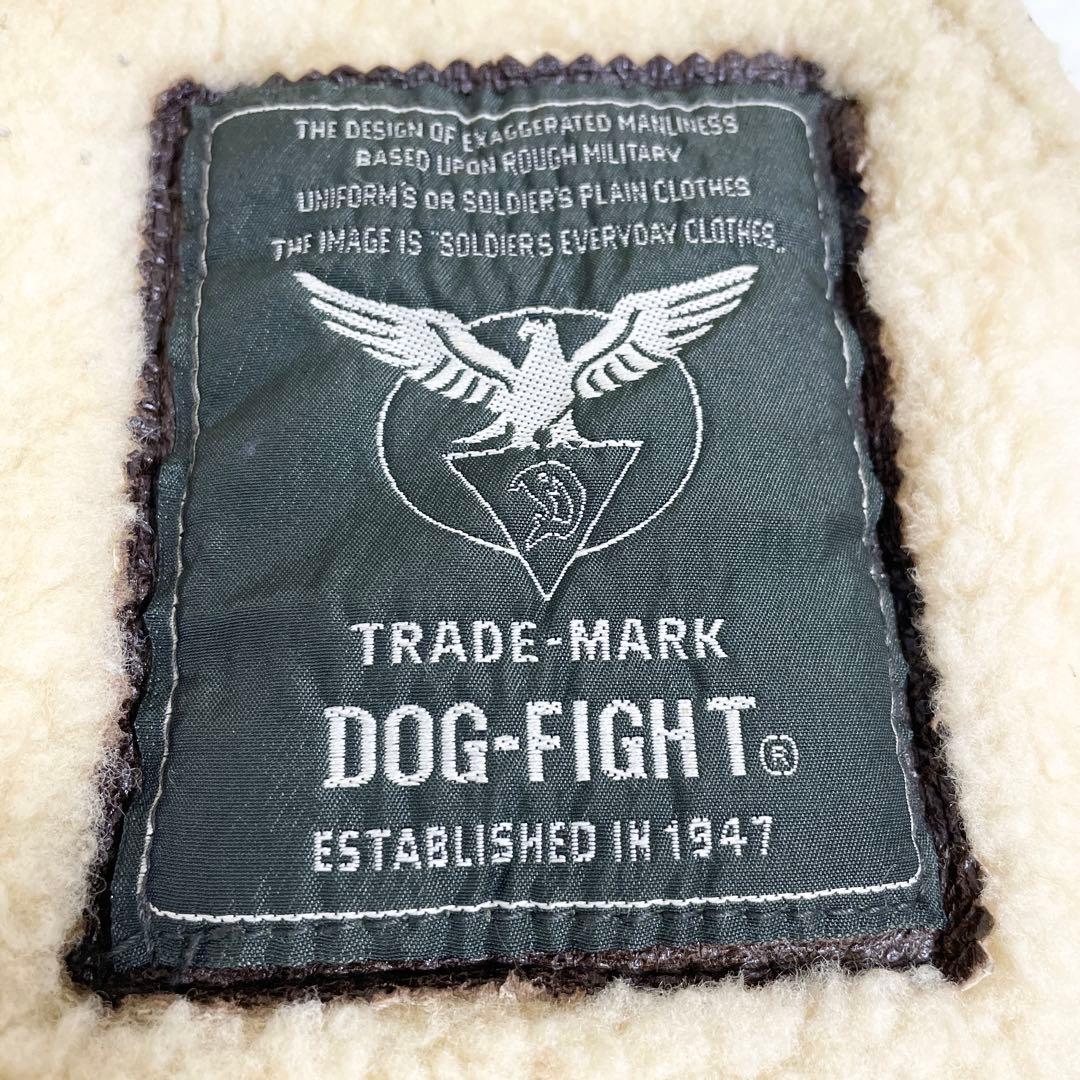 THE DESIGN OF EXAGGERATED MANLINESS
BASED UPON ROUGH MILITARY
UNIFORM'S OR SOLDIER'S PLAIN CLOTHES
THE IMAGE IS "SOLDIER'S EVERYDAY CLOTHES„
TRADE-MARK
DOG-FIGHT®
ESTABLISHED IN 1947